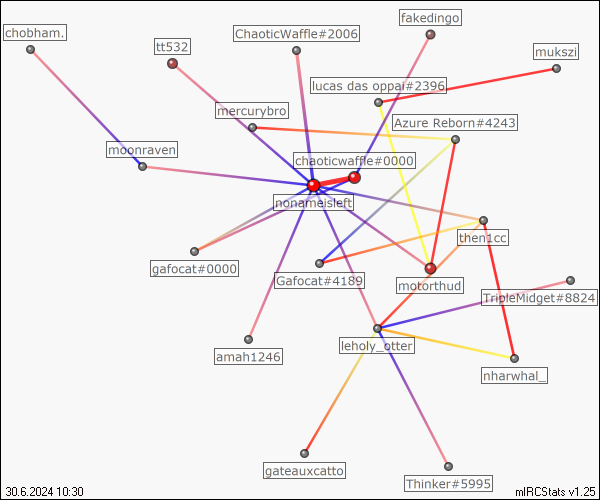 fakedingo
chobham.
ChaoticWaffle#2006
tt532
mukszi
lucas das oppai#2396
mercurybro
Azure Reborn#4243
moonraven
chaoticwaffle#0000
nonameisleft
then1cc
gafocat#0000
Gafocat#4189
motorthud
TripleMidget#8824
leholy_otter
amah1246
nharwhal_
gateauxcatto
Thinker#5995
30.6.2024 10:30
mIRCStats v1.25